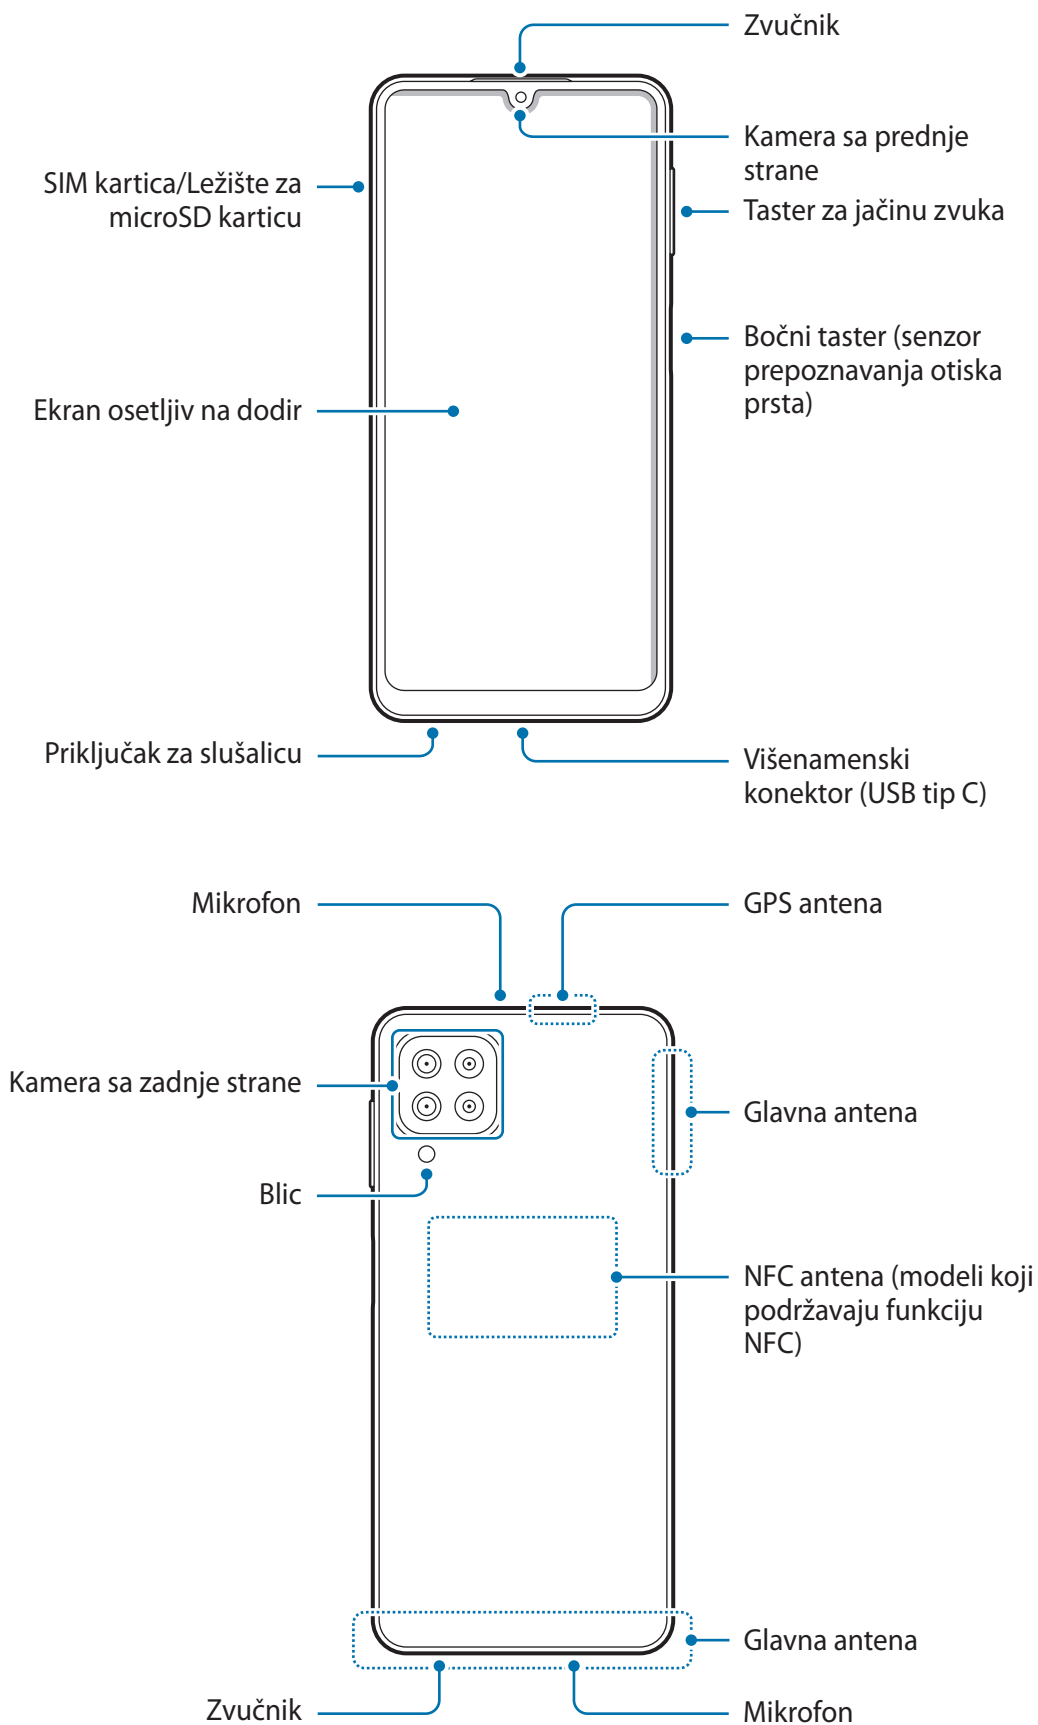 Zvučnik
Kamera sa prednje
strane
SIM kartica/Ležište za
microSD karticu
Taster za jačinu zvuka
Bočni taster (senzor
prepoznavanja otiska
prsta)
Ekran osetljiv na dodir
Priključak za slušalicu
Višenamenski
konektor (USB tip C)
Mikrofon
GPS antena
Kamera sa zadnje strane
Glavna antena
Blic
NFC antena (modeli koji
podržavaju funkciju
NFC)
Glavna antena
Zvučnik
Mikrofon